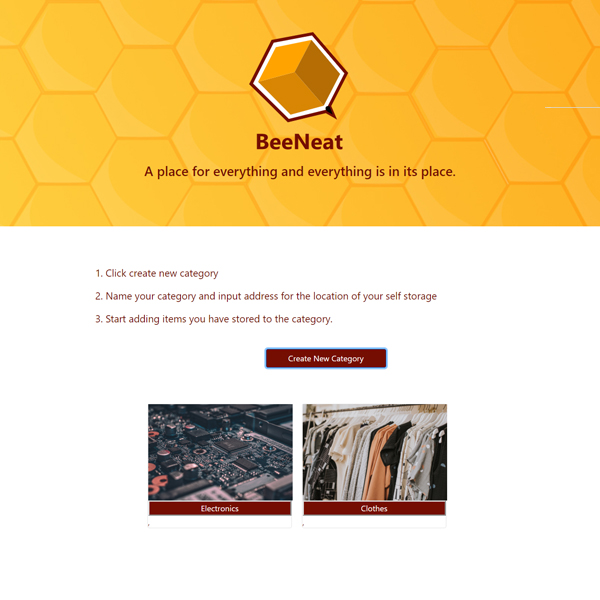 BeeNeat
A place for everything and everything is in its place.
1. Click create new category
2. Name your category and input address for the location of your self storage
3. Start adding items you have stored to the category.
Create New Category
Electronics
Clothes
, ,